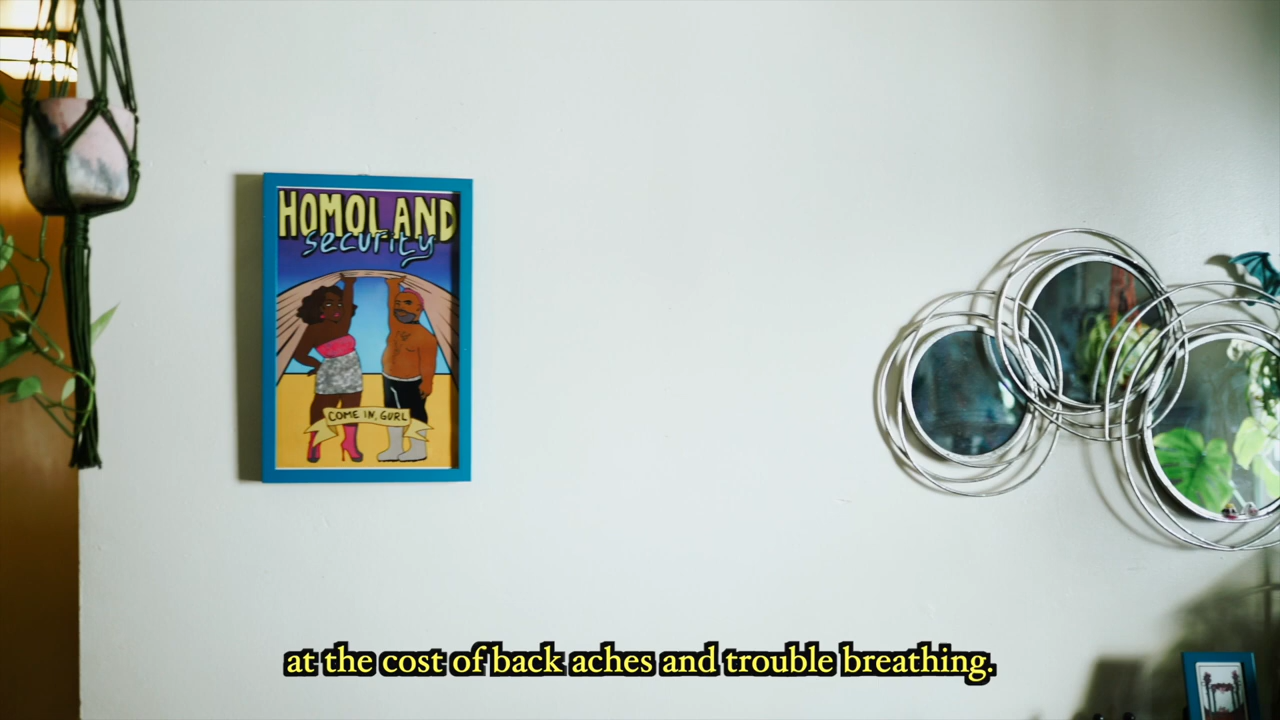 HOMOLAND
security
COME IN, GURL
at the cost of back aches and trouble breathing.